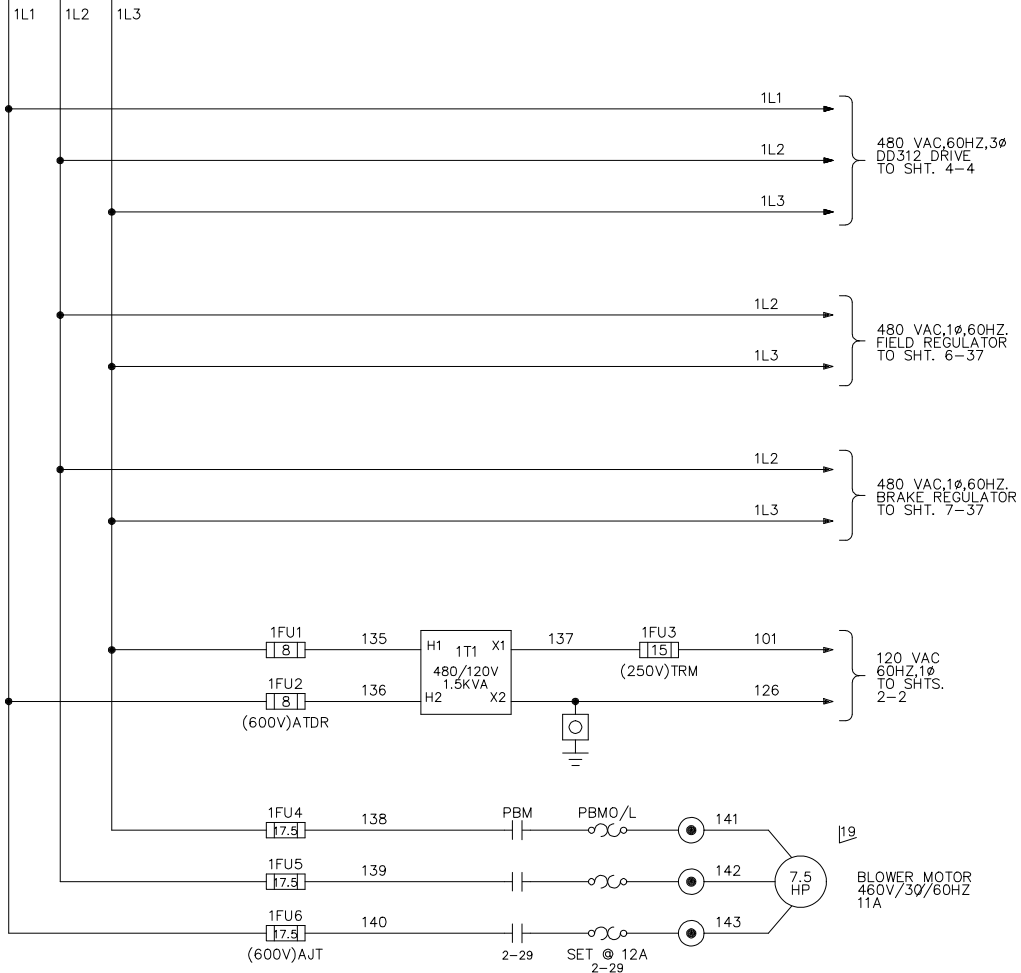 1L1 1L2 1L3
1L1
1L2
1L3
480 VAC,60HZ,3ø
DD312 DRIVE
TO SHT. 4-4
1L2
1L3
480 VAC,1ø,60HZ.
FIELD REGULATOR
TO SHT. 6-37
1L2
1L3
480 VAC,1ø,60HZ.
BRAKE REGULATOR
TO SHT. 7-37
1FU1
8
135
1FU2
8
136
(600V)ATDR
H1 1T1 X1
480/120V
1.5KVA
H2 X2
137
1FU3
15
(250V)TRM
101
126
120 VAC
60HZ,1ø
TO SHTS.
2-2
1FU4
17.5
138
PBM
PBMO/L
141
19
1FU5
17.5
139
142
7.5
HP
BLOWER MOTOR
460V/3Ø/60HZ
11A
1FU6
17.5
140
(600V)AJT
2-29
SET @ 12A
2-29
143